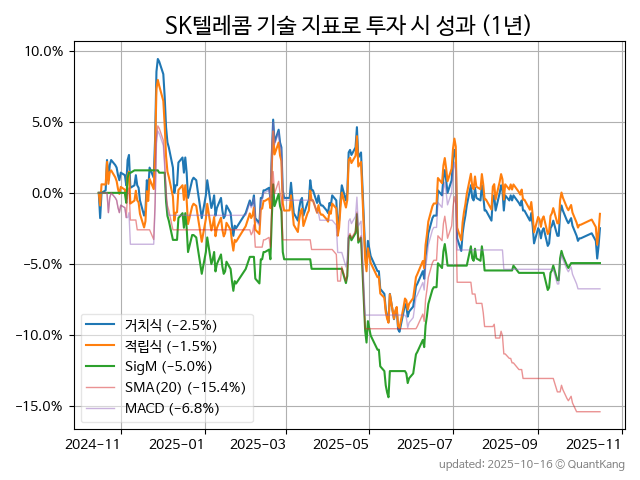 SK텔레콤 기술 지표로 투자 시 성과 (1년)
10.0%
5.0%
0.0%
−5.0%
−10.0%
−15.0%
거치식 (−2.5%)
적립식 (−1.5%)
SigM (−5.0%)
SMA(20) (−15.4%)
MACD (−6.8%)
2024-11 2025-01 2025-03 2025-05 2025-07 2025-09 2025-11
updated: 2025-10-16 © QuantKang